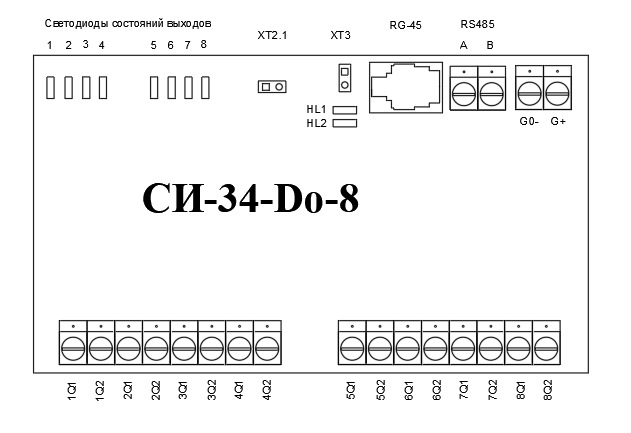 Светодиоды состояний выходов
1 2 3 4 5 6 7 8
XT2.1
XT3
RG-45
RS485
A B
HL1
HL2
G0- G+
СИ-34-Do-8
1Q1 1Q2 2Q1 2Q2 3Q1 3Q2 4Q1 4Q2
5Q1 5Q2 6Q1 6Q2 7Q1 7Q2 8Q1 8Q2